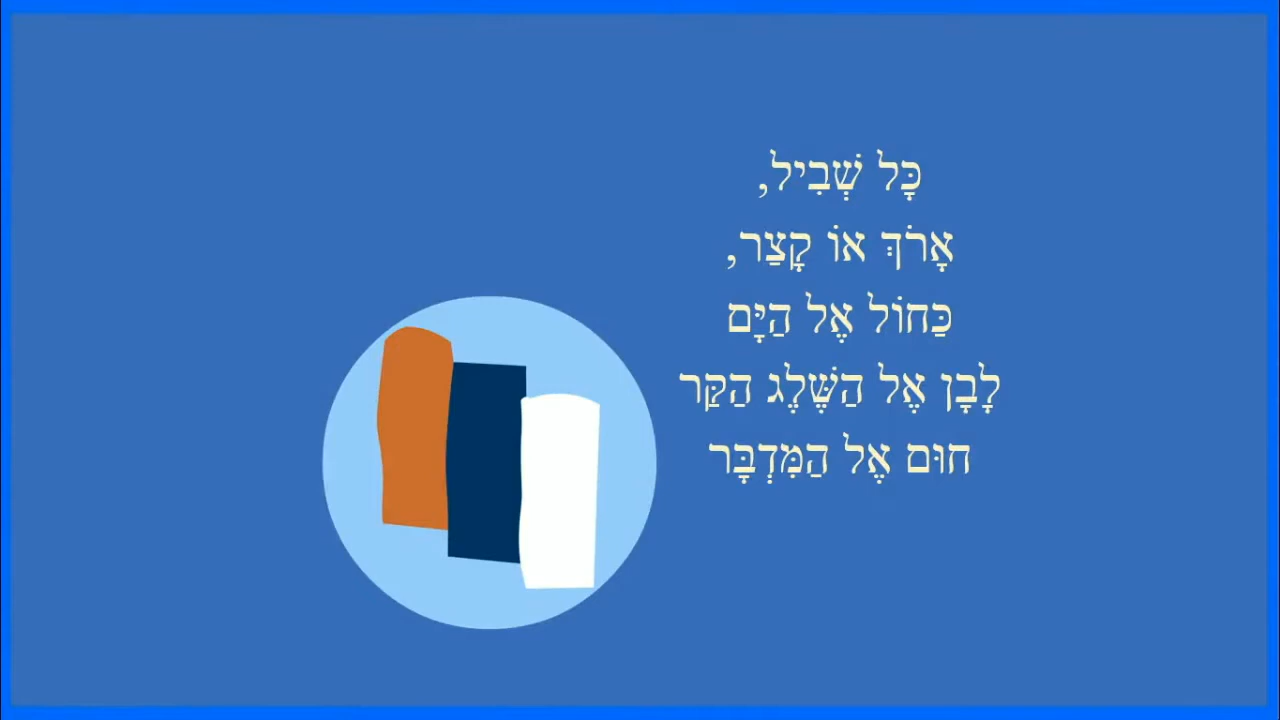 כָּל שְׁבִיל,
אָרֹךְ אוֹ קָצַר,
כַּחוֹל אֶל הַיָּם
לָבָן אֶל הַשֶּׁלֶג הַקַּר
חוּם אֶל הַמִּדְבָּר